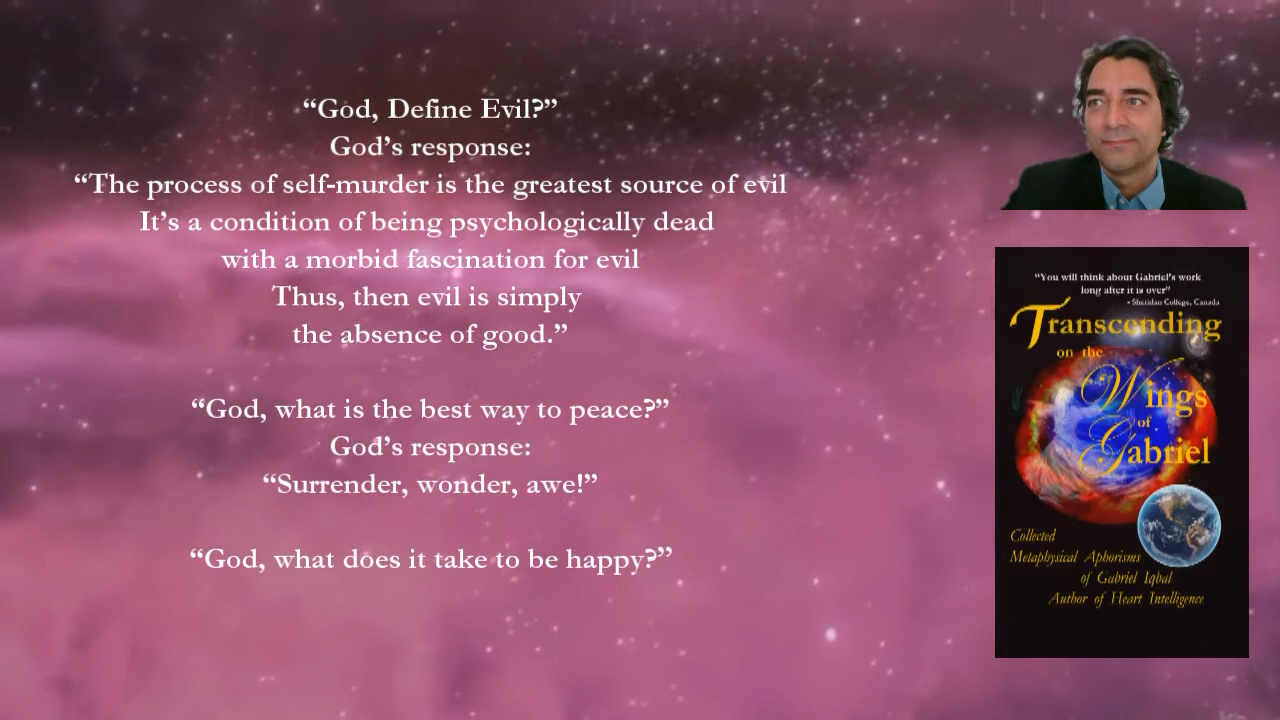 “God, Define Evil?”
God’s response:
“The process of self-murder is the greatest source of evil
It’s a condition of being psychologically dead
with a morbid fascination for evil
Thus, then evil is simply
the absence of good.”
“God, what is the best way to peace?”
God’s response:
“Surrender, wonder, awe!”
“God, what does it take to be happy?”
“You will think about Gabriel’s work
long after it is over”
- Sheridan College, Canada
Transcending
on the
Wings
of
Gabriel
Collected
Metaphysical Aphorisms
of Gabriel Iqbal
Author of Heart Intelligence